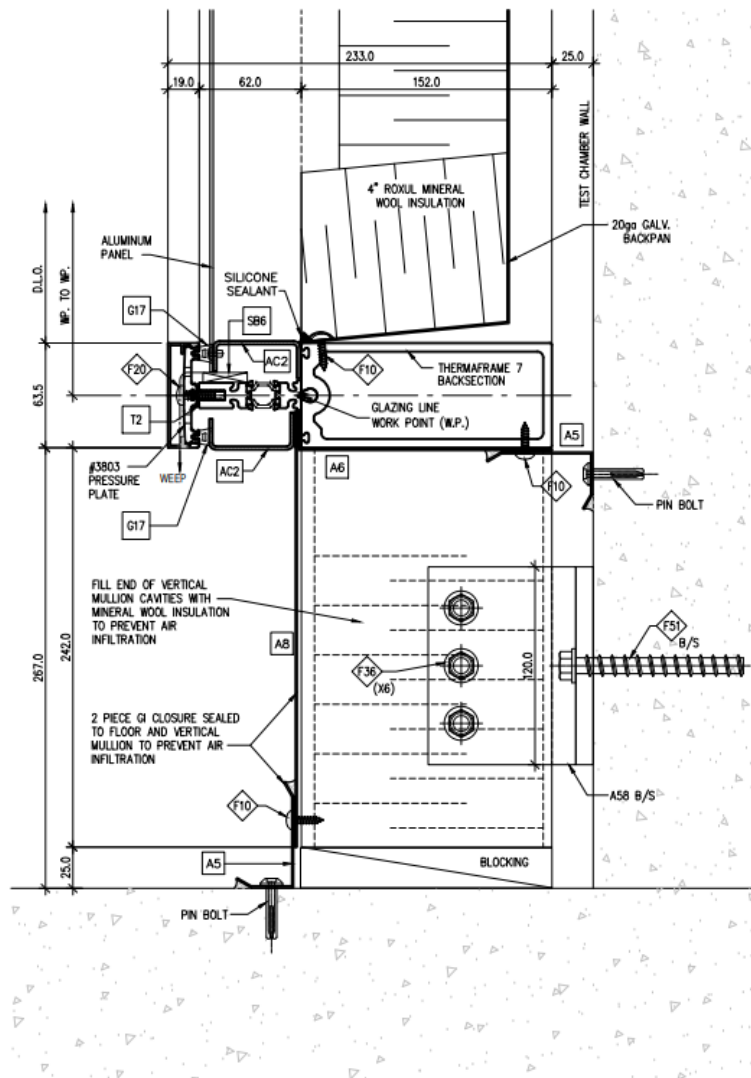 233.0
25.0
19.0
62.0
152.0
TEST CHAMBER WALL
4" ROXUL MINERAL
WOOL INSULATION
20ga GALV.
BACKPAN
ALUMINUM
PANEL
D.L.O.
WP. TO WP.
SILICONE
SEALANT
G17
SB6
AC2
F20
F10
THERMAFRAME 7
BACKSECTION
63.5
T2
GLAZING LINE
WORK POINT (W.P.)
A5
#3803
PRESSURE
PLATE
WEEP
AC2
A6
F10
G17
PIN BOLT
FILL END OF VERTICAL
MULLION CAVITIES WITH
MINERAL WOOL INSULATION
TO PREVENT AIR
INFILTRATION
267.0
242.0
A8
F36
(X6)
120.0
F51
B/S
2 PIECE GI CLOSURE SEALED
TO FLOOR AND VERTICAL
MULLION TO PREVENT AIR
INFILTRATION
A58 B/S
F10
25.0
A5
BLOCKING
PIN BOLT